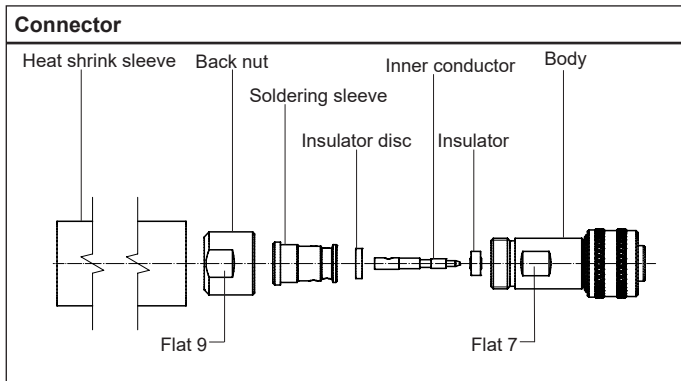 Connector
Heat shrink sleeve
Back nut
Inner conductor
Body
Soldering sleeve
Insulator disc
Insulator
Flat 9
Flat 7